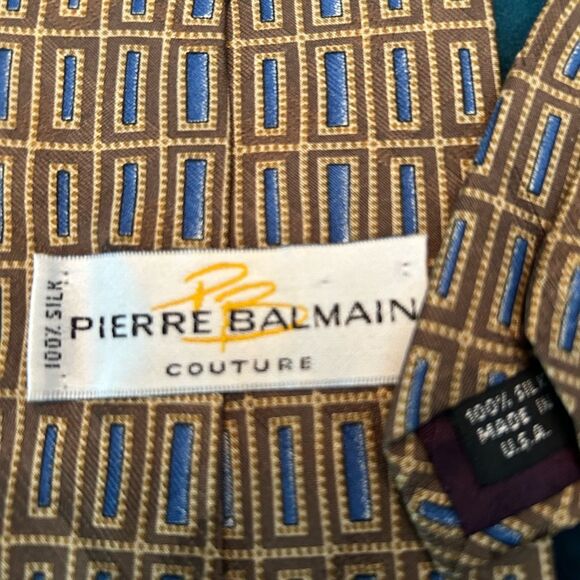 100% SILK
PB
PIERRE BALMAIN
COUTURE
100% SILK
MADE IN
U.S.A.